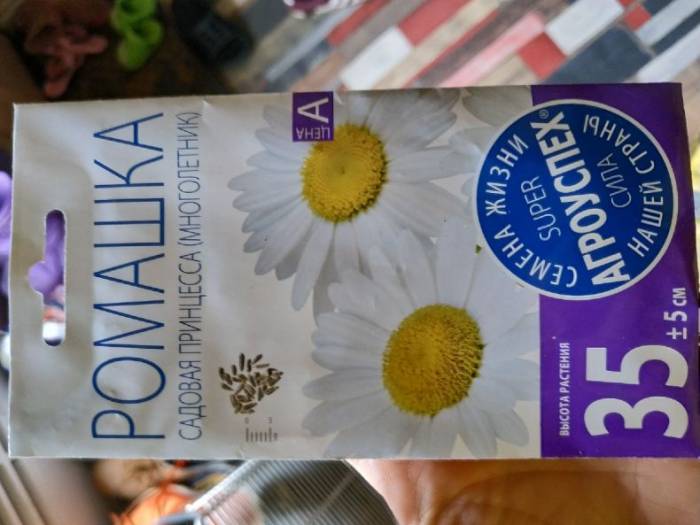 РОМАШКА
САДОВАЯ ПРИНЦЕССА (МНОГОЛЕТНИК)
ЦЕНА
А
СЕМЕНА ЖИЗНИ
SUPER
АГРОУСПЕХ®
СИЛА
НАШЕЙ СТРАНЫ
ВЫСОТА РАСТЕНИЯ
35
± 5 СМ